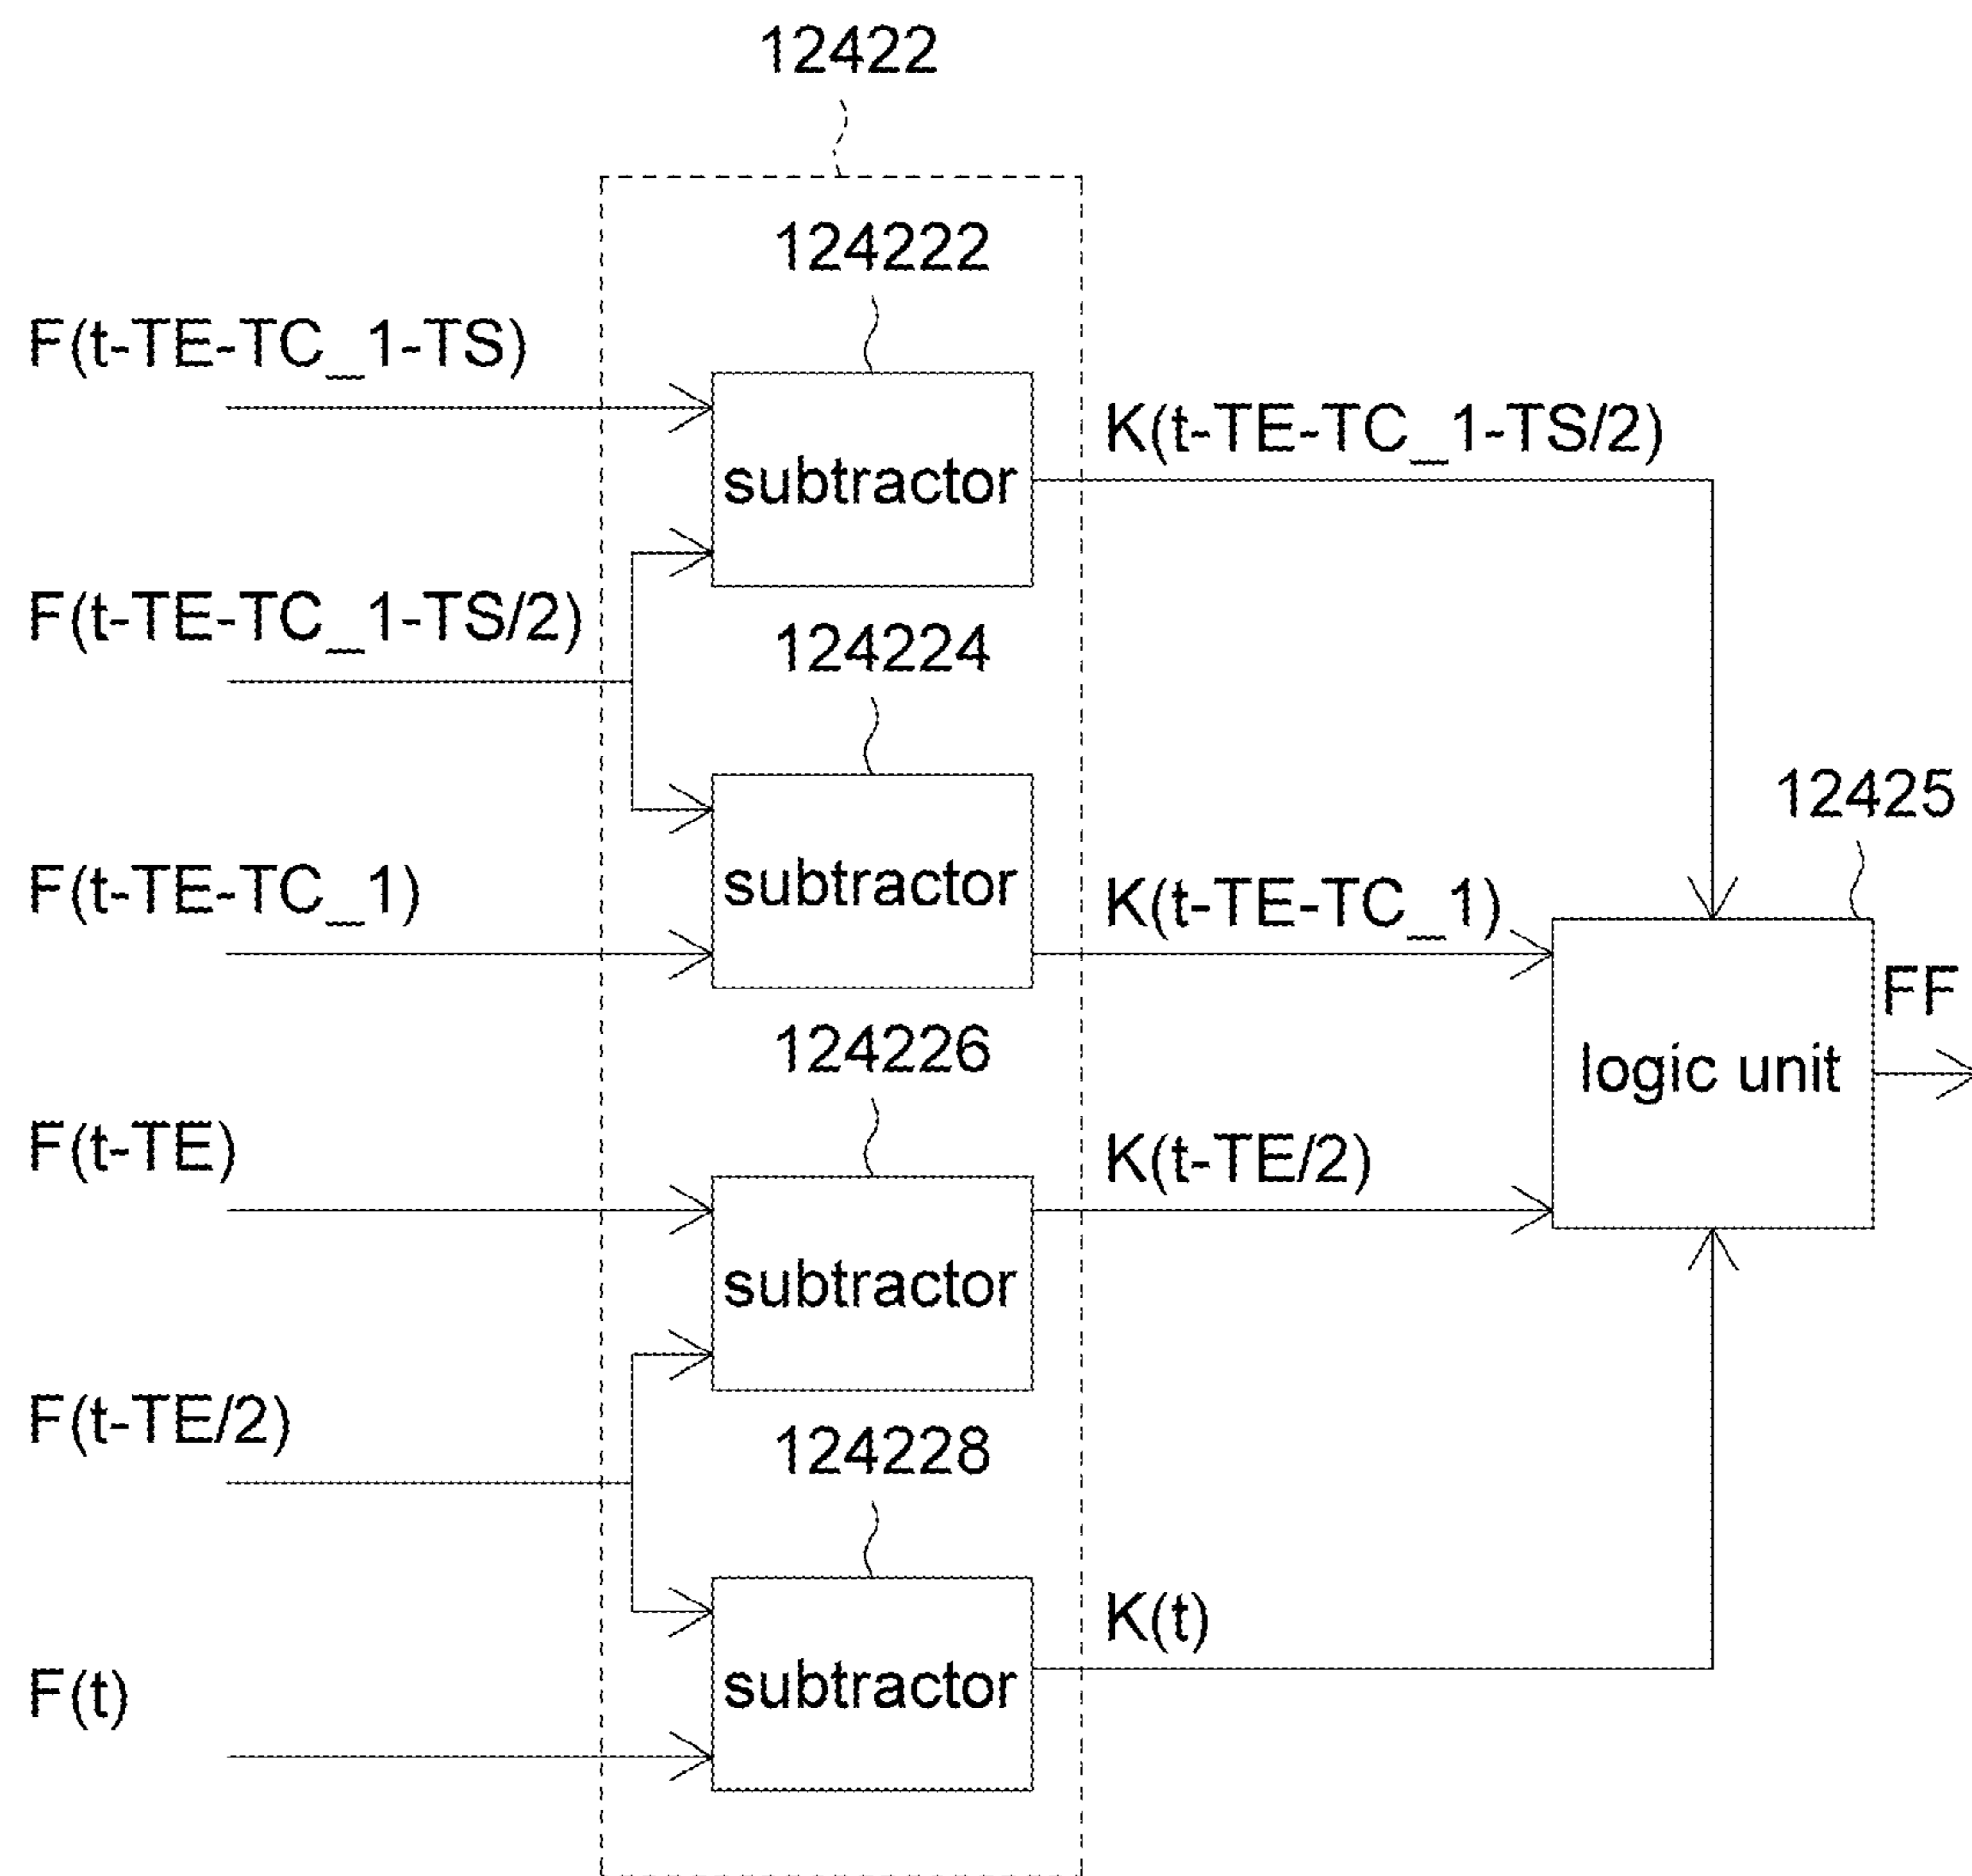 12422
124222
F(t-TE-TC_1-TS)
subtractor
K(t-TE-TC_1-TS/2)
F(t-TE-TC_1-TS/2)
124224
12425
F(t-TE-TC_1)
subtractor
K(t-TE-TC_1)
FF
124226
logic unit
F(t-TE)
K(t-TE/2)
subtractor
F(t-TE/2)
124228
K(t)
F(t)
subtractor